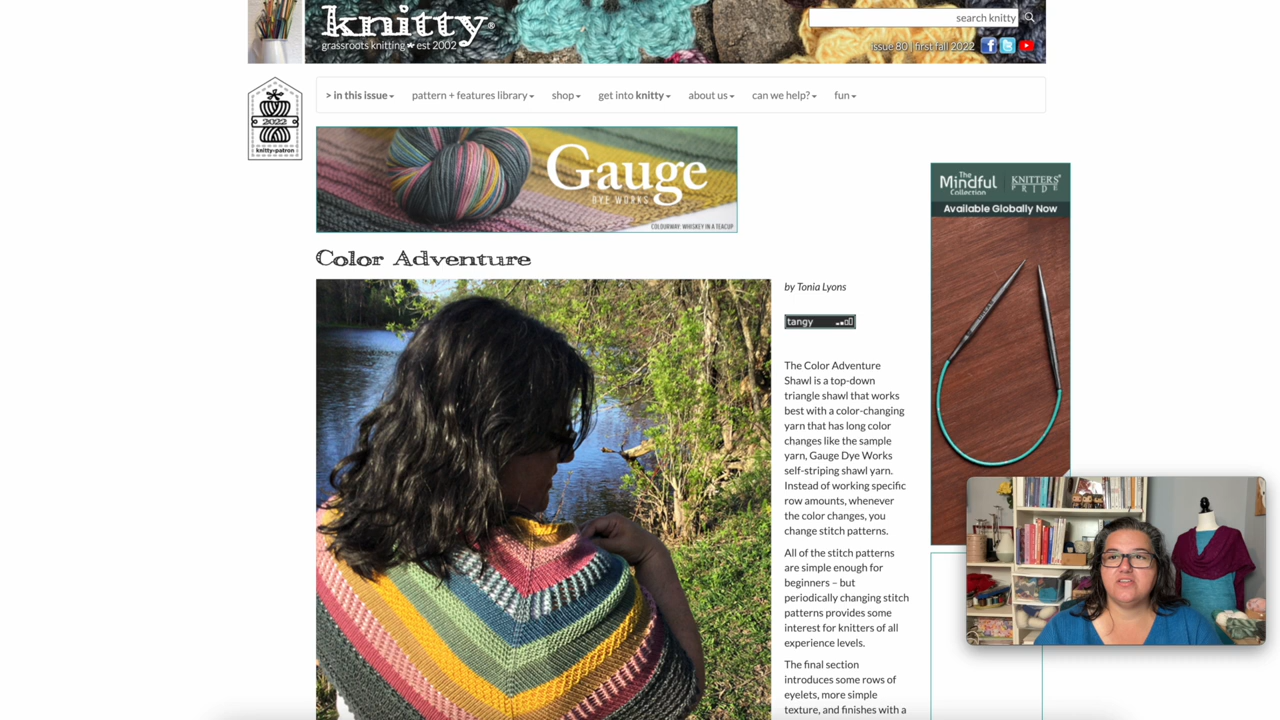 knitty®
grassroots knitting est 2002
search knitty
issue 80 | first fall 2022
2022
knitty-patron
> in this issue
pattern + features library
shop
get into knitty
about us
can we help?
fun
Gauge
DYE WORKS
COLOURWAY: WHISKEY IN A TEACUP
Color Adventure
by Tonia Lyons
tangy
The Color Adventure
Shawl is a top-down
triangle shawl that works
best with a color-changing
yarn that has long color
changes like the sample
yarn, Gauge Dye Works
self-striping shawl yarn.
Instead of working specific
row amounts, whenever
the color changes, you
change stitch patterns.
All of the stitch patterns
are simple enough for
beginners – but
periodically changing stitch
patterns provides some
interest for knitters of all
experience levels.
The final section
introduces some rows of
eyelets, more simple
texture, and finishes with a
The
Mindful
Collection
KNITTER'S
PRIDE
Available Globally Now